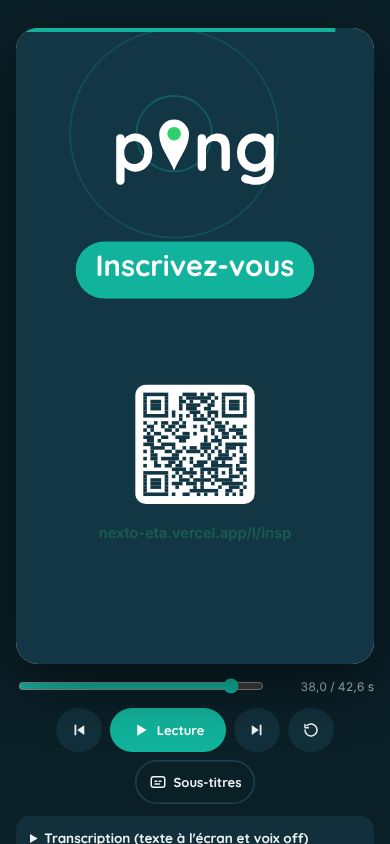 ping
Inscrivez-vous
nexto-eta.vercel.app/l/insp
38,0 / 42,6 s
Lecture
Sous-titres
Transcription (texte à l'écran et voix off)